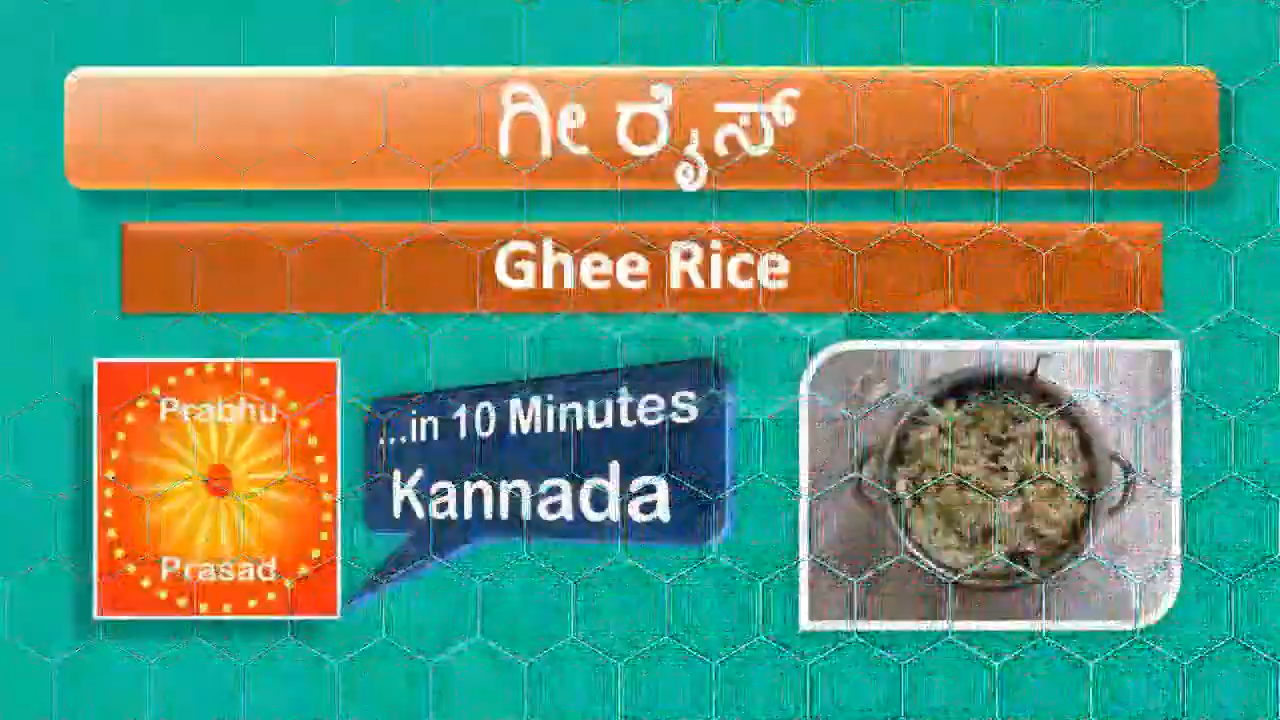 ಗೀ ರೈಸ್
Ghee Rice
Prabhu
Prasad
...in 10 Minutes
Kannada